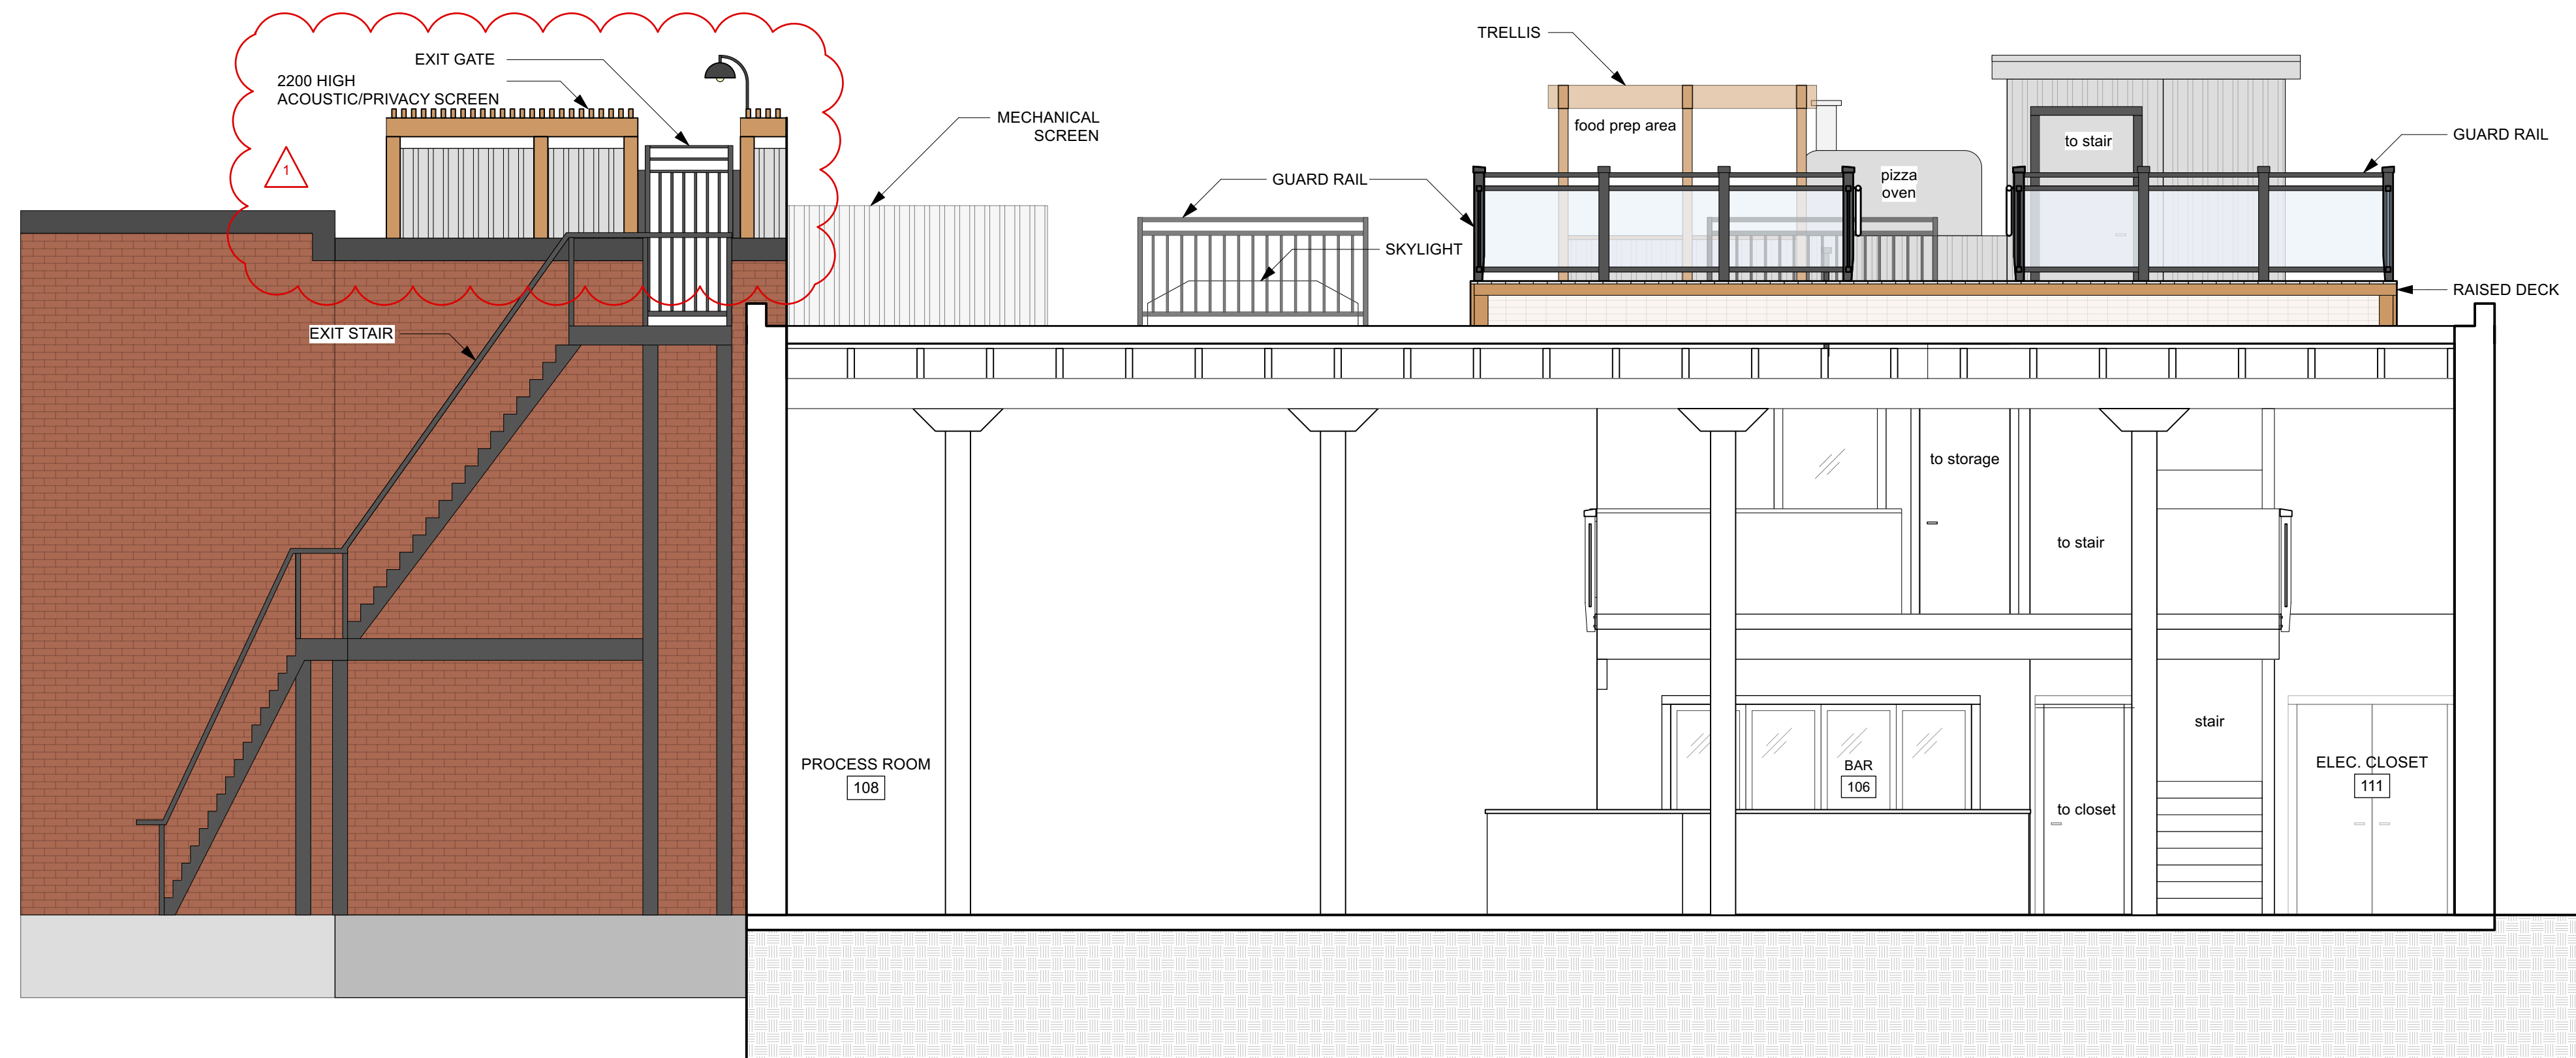 TRELLIS
EXIT GATE
2200 HIGH
ACOUSTIC/PRIVACY SCREEN
MECHANICAL
SCREEN
food prep area
to stair
GUARD RAIL
1
pizza
oven
GUARD RAIL
SKYLIGHT
RAISED DECK
EXIT STAIR
to storage
to stair
stair
PROCESS ROOM
108
BAR
106
ELEC. CLOSET
111
to closet